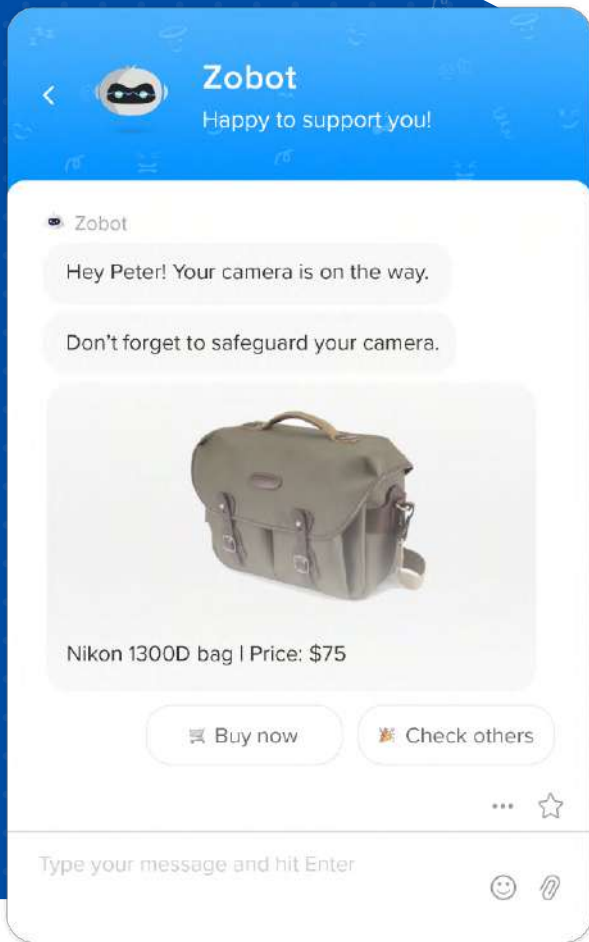 Zobot
Happy to support you!
Zobot
Hey Peter! Your camera is on the way.
Don't forget to safeguard your camera.
Nikon 1300D bag | Price: $75
Buy now
Check others
Type your message and hit Enter